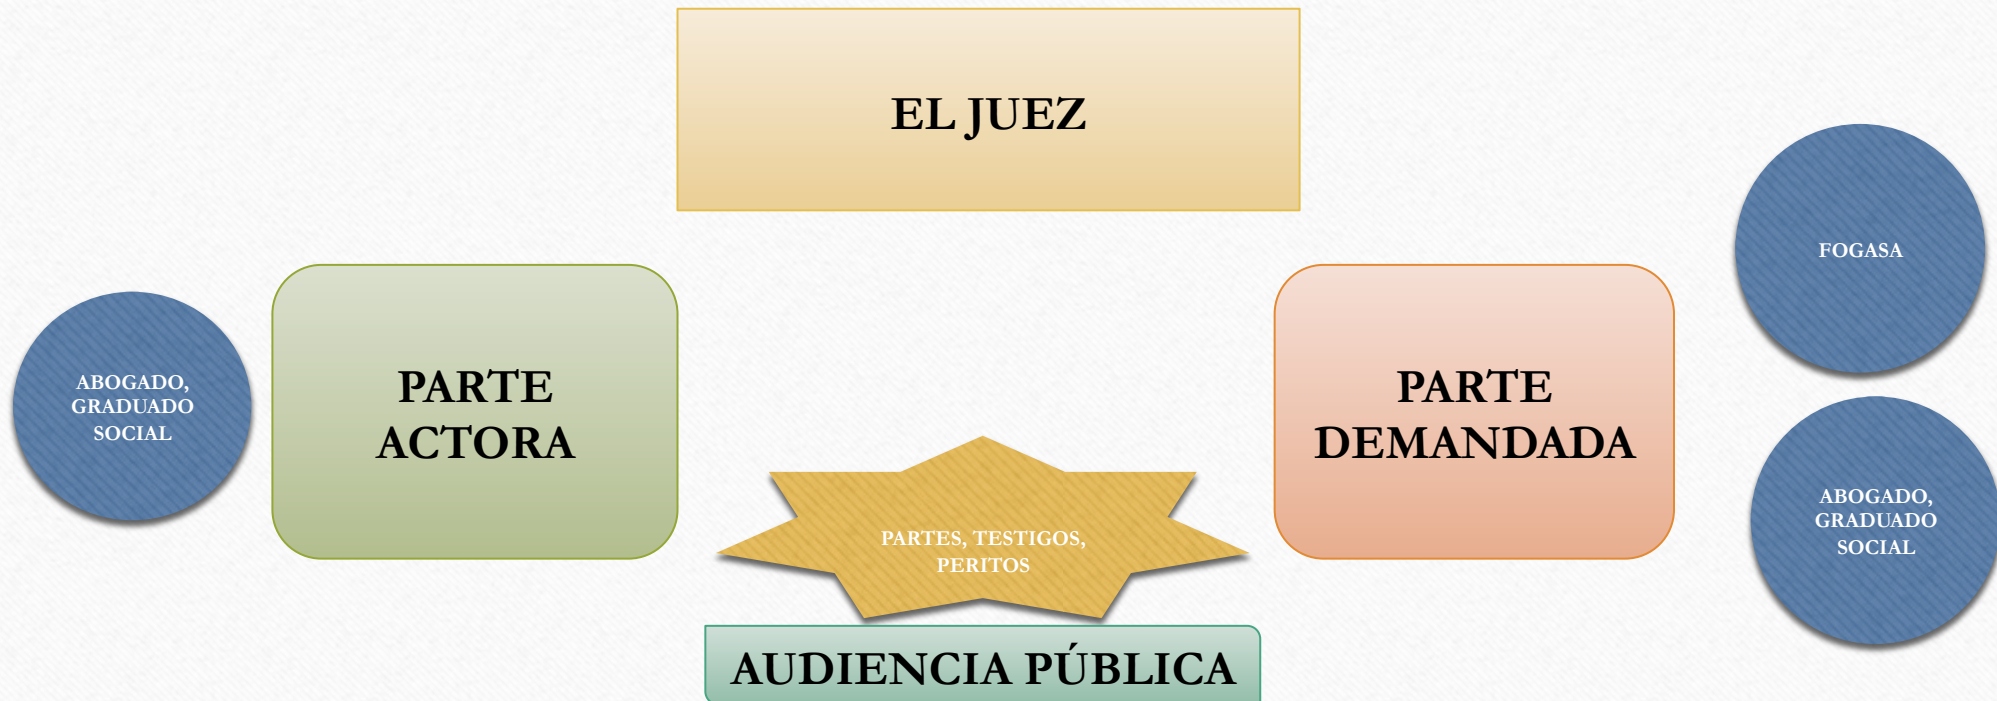 EL JUEZ
FOGASA
ABOGADO,
GRADUADO
SOCIAL
PARTE
ACTORA
PARTE
DEMANDADA
ABOGADO,
GRADUADO
SOCIAL
PARTES, TESTIGOS,
PERITOS
AUDIENCIA PÚBLICA